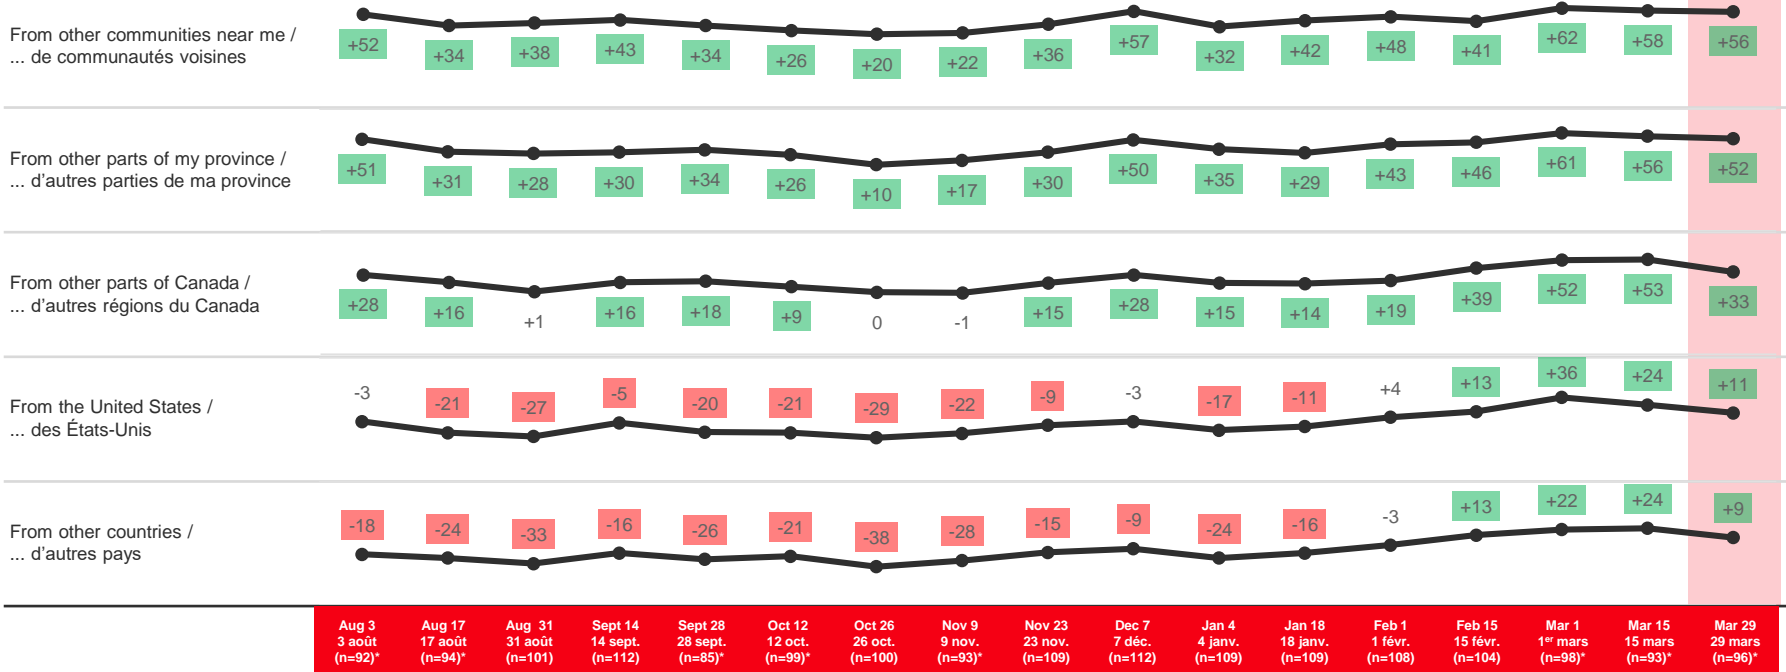 From other communities near me /
... de communautés voisines
+52 +34 +38 +43 +34 +26 +20 +22 +36 +57 +32 +42 +48 +41 +62 +58 +56
From other parts of my province /
... d'autres parties de ma province
+51 +31 +28 +30 +34 +26 +10 +17 +30 +50 +35 +29 +43 +46 +61 +56 +52
From other parts of Canada /
... d'autres régions du Canada
+28 +16 +1 +16 +18 +9 0 -1 +15 +28 +15 +14 +19 +39 +52 +53 +33
From the United States /
... des États-Unis
-3 -21 -27 -5 -20 -21 -29 -22 -9 -3 -17 -11 +4 +13 +36 +24 +11
From other countries /
... d'autres pays
-18 -24 -33 -16 -26 -21 -38 -28 -15 -9 -24 -16 -3 +13 +22 +24 +9
Aug 3 Aug 17 Aug 31 Sept 14 Sept 28 Oct 12 Oct 26 Nov 9 Nov 23 Dec 7 Jan 4 Jan 18 Feb 1 Feb 15 Mar 1 Mar 15 Mar 29
3 août 17 août 31 août 14 sept. 28 sept. 12 oct. 26 oct. 9 nov. 23 nov. 7 déc. 4 janv. 18 janv. 1 févr. 15 févr. 1er mars 15 mars 29 mars
(n=92)* (n=94)* (n=101) (n=112) (n=85)* (n=99)* (n=100) (n=93)* (n=109) (n=112) (n=109) (n=109) (n=108) (n=104) (n=98)* (n=93)* (n=96)*